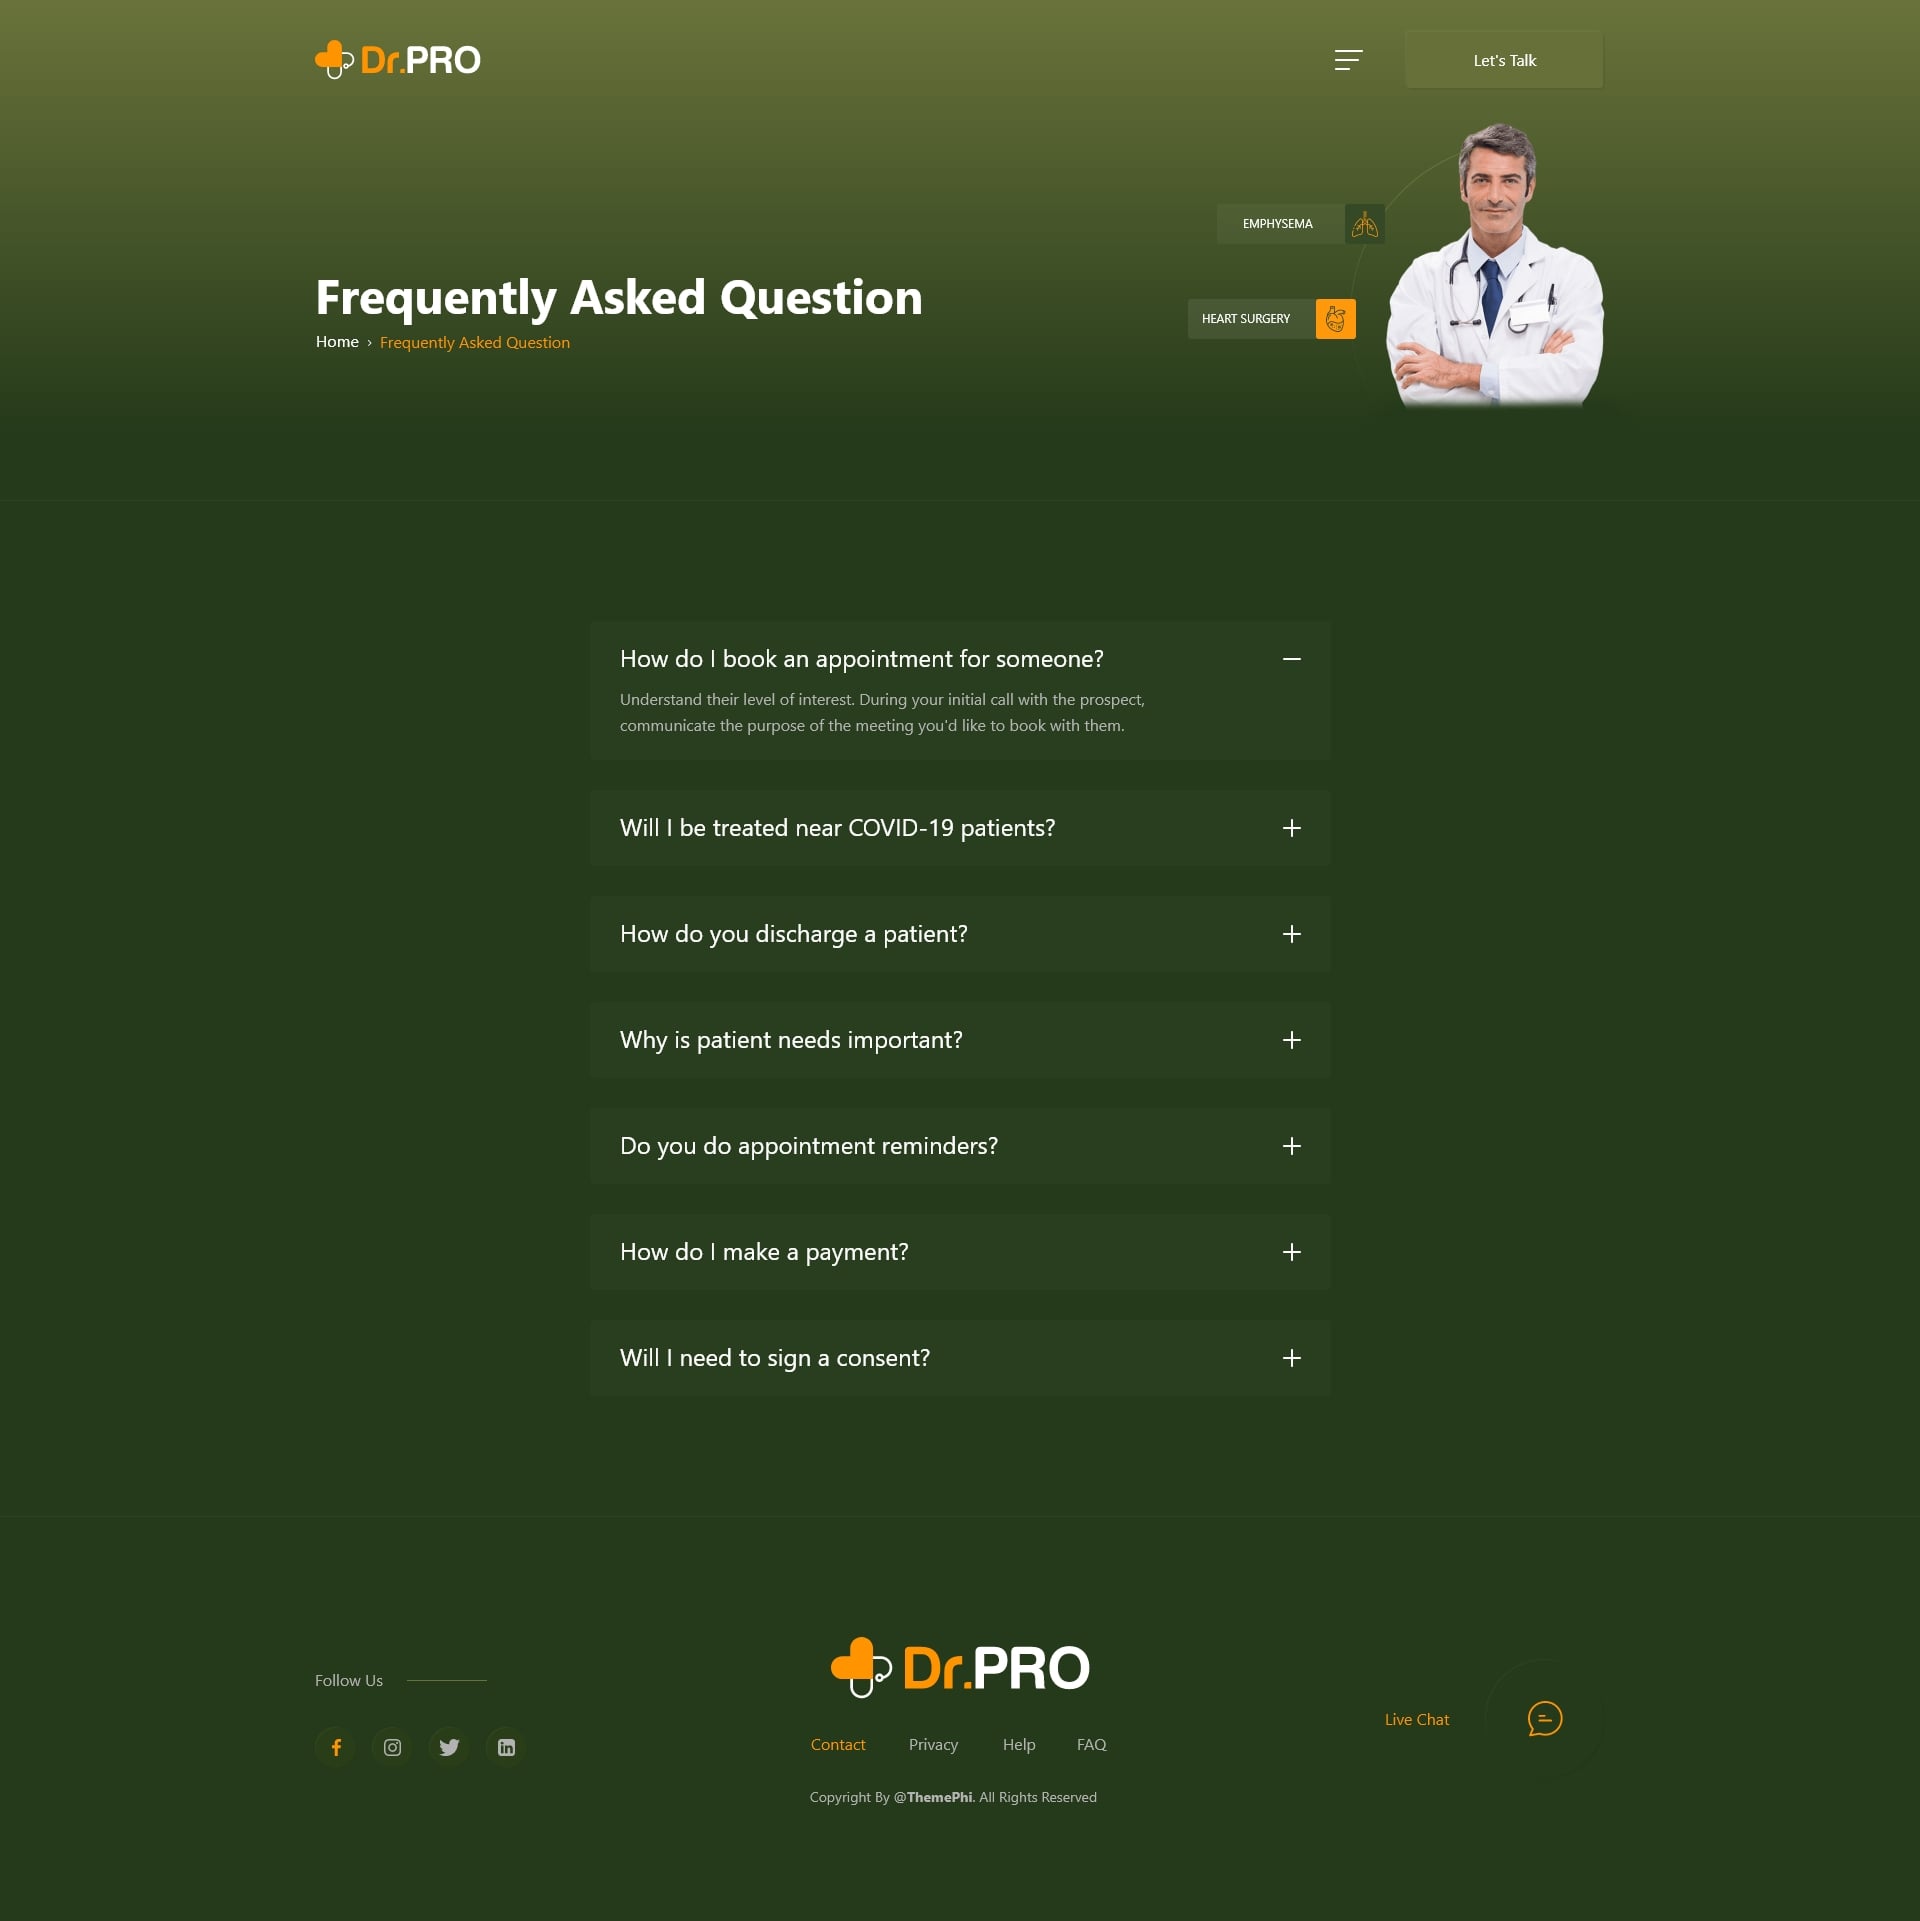 Dr.PRO
Let's Talk
EMPHYSEMA
HEART SURGERY
Frequently Asked Question
Home › Frequently Asked Question
How do I book an appointment for someone?
Understand their level of interest. During your initial call with the prospect,
communicate the purpose of the meeting you'd like to book with them.
Will I be treated near COVID-19 patients?
How do you discharge a patient?
Why is patient needs important?
Do you do appointment reminders?
How do I make a payment?
Will I need to sign a consent?
Follow Us
Dr.PRO
Live Chat
Contact Privacy Help FAQ
Copyright By @ThemePhi. All Rights Reserved